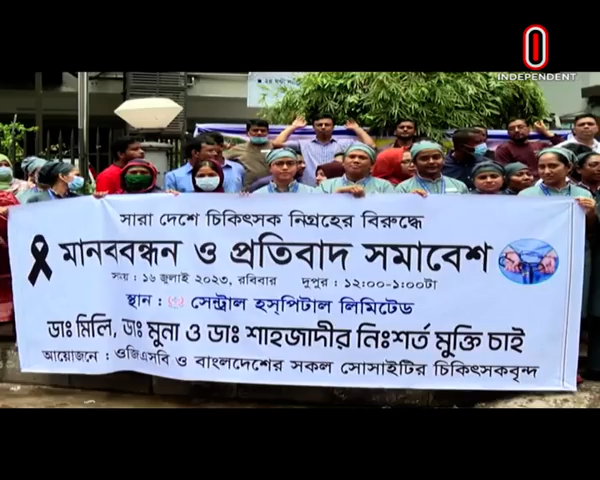 INDEPENDENT
সারা দেশে চিকিৎসক নিগ্রহের বিরুদ্ধে
মানববন্ধন ও প্রতিবাদ সমাবেশ
সময় : ১৬ জুলাই ২০২৩, রবিবার দুপুর : ১২:০০-১:০০টা
স্থান : সেন্ট্রাল হস্পিটাল লিমিটেড
ডাঃ মিলি, ডাঃ মুনা ও ডাঃ শাহজাদীর নিঃশর্ত মুক্তি চাই
আয়োজনে : ওজিএসবি ও বাংলাদেশের সকল সোসাইটির চিকিৎসকবৃন্দ